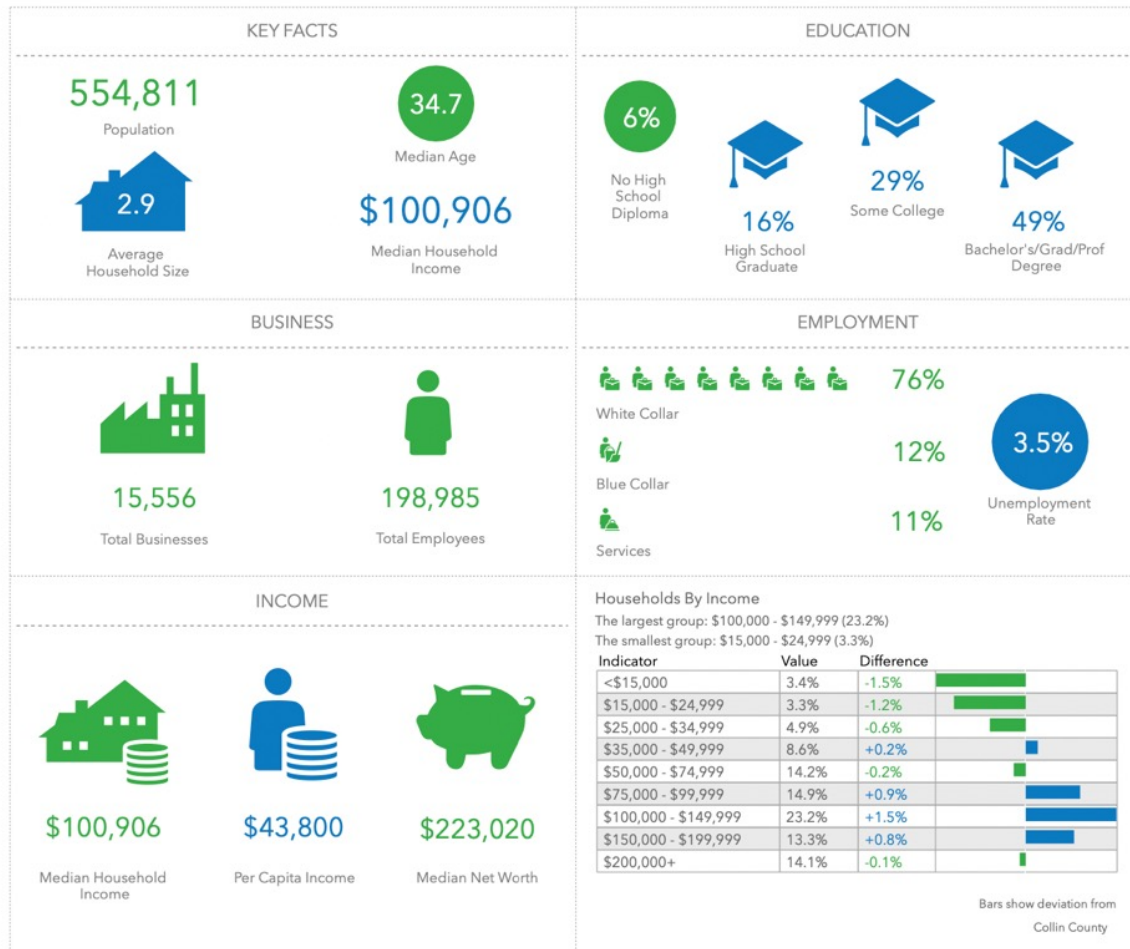 KEY FACTS
554,811
Population
34.7
Median Age
2.9
Average
Household Size
$100,906
Median Household
Income
EDUCATION
6%
No High
School
Diploma
16%
High School
Graduate
29%
Some College
49%
Bachelor's/Grad/Prof
Degree
BUSINESS
15,556
Total Businesses
198,985
Total Employees
EMPLOYMENT
76%
White Collar
12%
Blue Collar
11%
Services
3.5%
Unemployment
Rate
INCOME
$100,906
Median Household
Income
$43,800
Per Capita Income
$223,020
Median Net Worth
Households By Income
The largest group: $100,000 - $149,999 (23.2%)
The smallest group: $15,000 - $24,999 (3.3%)
Indicator Value Difference
<$15,000 3.4% -1.5%
$15,000 - $24,999 3.3% -1.2%
$25,000 - $34,999 4.9% -0.6%
$35,000 - $49,999 8.6% +0.2%
$50,000 - $74,999 14.2% -0.2%
$75,000 - $99,999 14.9% +0.9%
$100,000 - $149,999 23.2% +1.5%
$150,000 - $199,999 13.3% +0.8%
$200,000+ 14.1% -0.1%
Bars show deviation from
Collin County